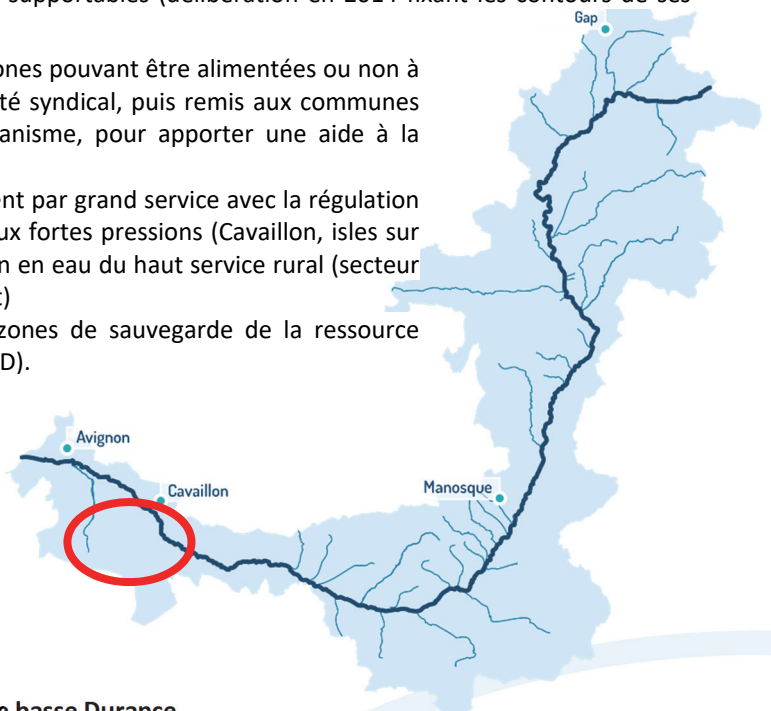 supportables (délibération en 2014 fixant les contours de ses
ones pouvant être alimentées ou non à
té syndical, puis remis aux communes
anisme, pour apporter une aide à la
ent par grand service avec la régulation
ux fortes pressions (Cavaillon, isles sur
n en eau du haut service rural (secteur
t)
zones de sauvegarde de la ressource
D).
Gap
Avignon
Cavaillon
Manosque
basse Durance